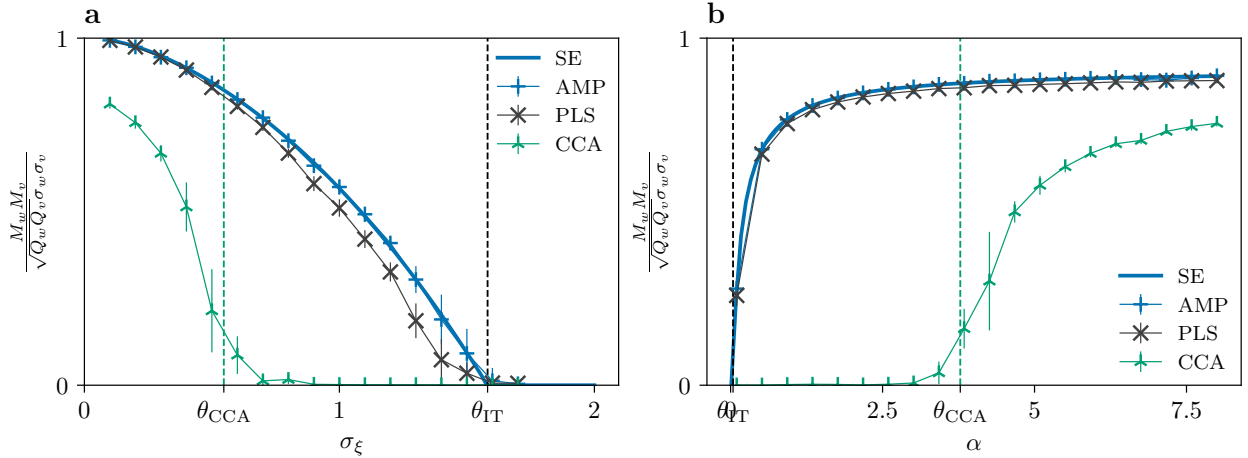 a
1
0
M_w M_v
√Q_w Q_v σ_w σ_v
SE
AMP
PLS
CCA
0
θ_CCA
1
θ_IT
2
σ_ξ
b
1
0
M_w M_v
√Q_w Q_v σ_w σ_v
SE
AMP
PLS
CCA
0
θ_IT
2.5
θ_CCA
5
7.5
α